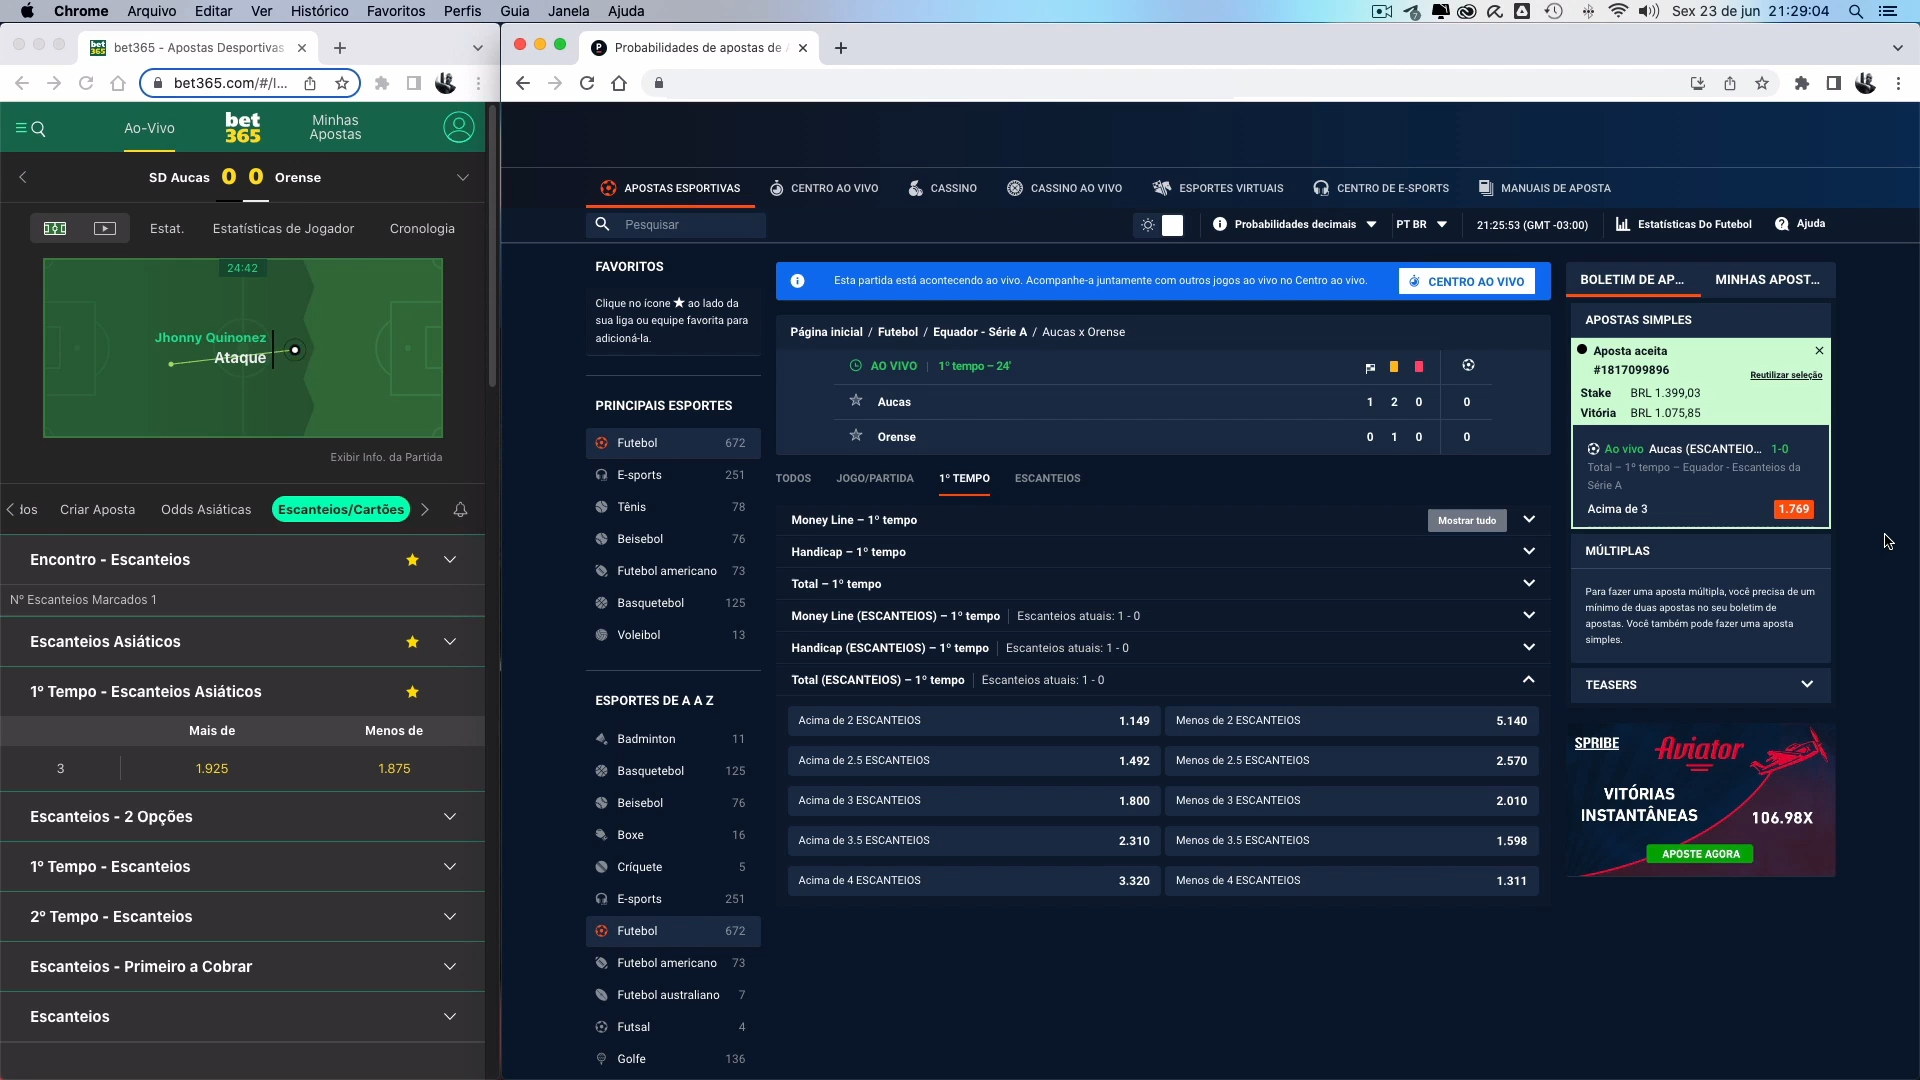 Chrome Arquivo Editar Ver Histórico Favoritos Perfis Guia Janela Ajuda
7
Sex 23 de jun 21:29:04
bet365 - Apostas Desportivas
bet365.com/#/I...
Ao-Vivo
bet
365
Minhas
Apostas
SD Aucas 0 0 Orense
Estat. Estatísticas de Jogador Cronologia
24:42
Jhonny Quinonez
Ataque
Exibir Info. da Partida
dos Criar Aposta Odds Asiáticas Escanteios/Cartões
Encontro - Escanteios
Nº Escanteios Marcados 1
Escanteios Asiáticos
1º Tempo - Escanteios Asiáticos
Mais de Menos de
3 1.925 1.875
Escanteios - 2 Opções
1º Tempo - Escanteios
2º Tempo - Escanteios
Escanteios - Primeiro a Cobrar
Escanteios
P Probabilidades de apostas de A
APOSTAS ESPORTIVAS CENTRO AO VIVO CASSINO CASSINO AO VIVO ESPORTES VIRTUAIS CENTRO DE E-SPORTS MANUAIS DE APOSTA
Pesquisar
Probabilidades decimais PT BR 21:25:53 (GMT -03:00) Estatísticas Do Futebol Ajuda
FAVORITOS
Clique no ícone ★ ao lado da
sua liga ou equipe favorita para
adicioná-la.
PRINCIPAIS ESPORTES
Futebol 672
E-sports 251
Tênis 78
Beisebol 76
Futebol americano 73
Basquetebol 125
Voleibol 13
ESPORTES DE A A Z
Badminton 11
Basquetebol 125
Beisebol 76
Boxe 16
Críquete 5
E-sports 251
Futebol 672
Futebol americano 73
Futebol australiano 7
Futsal 4
Golfe 136
Esta partida está acontecendo ao vivo. Acompanhe-a juntamente com outros jogos ao vivo no Centro ao vivo.
CENTRO AO VIVO
Página inicial / Futebol / Equador - Série A / Aucas x Orense
AO VIVO | 1º tempo – 24'
Aucas 1 2 0 0
Orense 0 1 0 0
TODOS JOGO/PARTIDA 1º TEMPO ESCANTEIOS
Money Line – 1º tempo Mostrar tudo
Handicap – 1º tempo
Total – 1º tempo
Money Line (ESCANTEIOS) – 1º tempo | Escanteios atuais: 1 - 0
Handicap (ESCANTEIOS) – 1º tempo | Escanteios atuais: 1 - 0
Total (ESCANTEIOS) – 1º tempo | Escanteios atuais: 1 - 0
Acima de 2 ESCANTEIOS 1.149 Menos de 2 ESCANTEIOS 5.140
Acima de 2.5 ESCANTEIOS 1.492 Menos de 2.5 ESCANTEIOS 2.570
Acima de 3 ESCANTEIOS 1.800 Menos de 3 ESCANTEIOS 2.010
Acima de 3.5 ESCANTEIOS 2.310 Menos de 3.5 ESCANTEIOS 1.598
Acima de 4 ESCANTEIOS 3.320 Menos de 4 ESCANTEIOS 1.311
BOLETIM DE AP... MINHAS APOST...
APOSTAS SIMPLES
Aposta aceita
#1817099896
Reutilizar seleção
Stake BRL 1.399,03
Vitória BRL 1.075,85
Ao vivo Aucas (ESCANTEIO... 1-0
Total – 1º tempo – Equador - Escanteios da
Série A
Acima de 3 1.769
MÚLTIPLAS
Para fazer uma aposta múltipla, você precisa de um
mínimo de duas apostas no seu boletim de
apostas. Você também pode fazer uma aposta
simples.
TEASERS
SPRIBE
Aviator
VITÓRIAS
INSTANTÂNEAS
106.98X
APOSTE AGORA